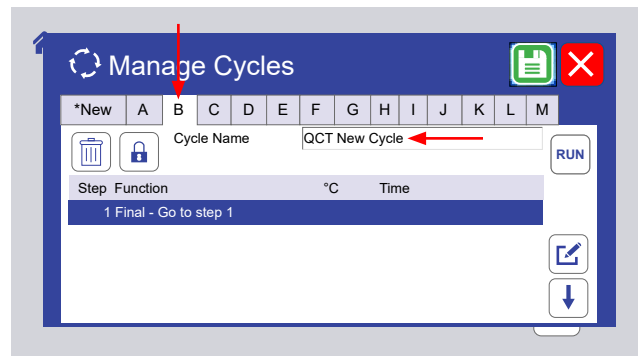 Manage Cycles
*New A B C D E F G H I J K L M
Cycle Name QCT New Cycle
RUN
Step Function °C Time
1 Final - Go to step 1